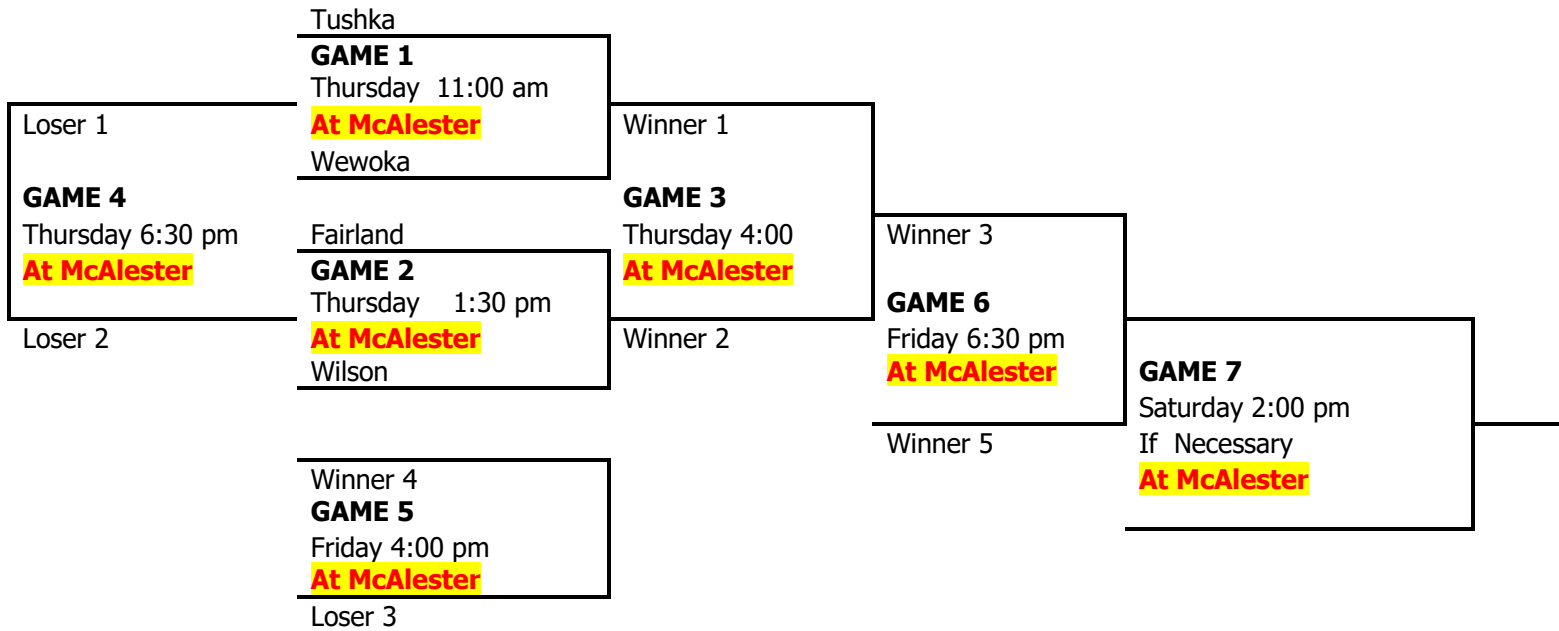 Tushka
GAME 1
Thursday 11:00 am
At McAlester
Wewoka
Loser 1
GAME 4
Thursday 6:30 pm
At McAlester
Loser 2
Fairland
GAME 2
Thursday 1:30 pm
At McAlester
Wilson
Winner 1
GAME 3
Thursday 4:00
At McAlester
Winner 2
Winner 4
GAME 5
Friday 4:00 pm
At McAlester
Loser 3
Winner 3
GAME 6
Friday 6:30 pm
At McAlester
Winner 5
GAME 7
Saturday 2:00 pm
If Necessary
At McAlester